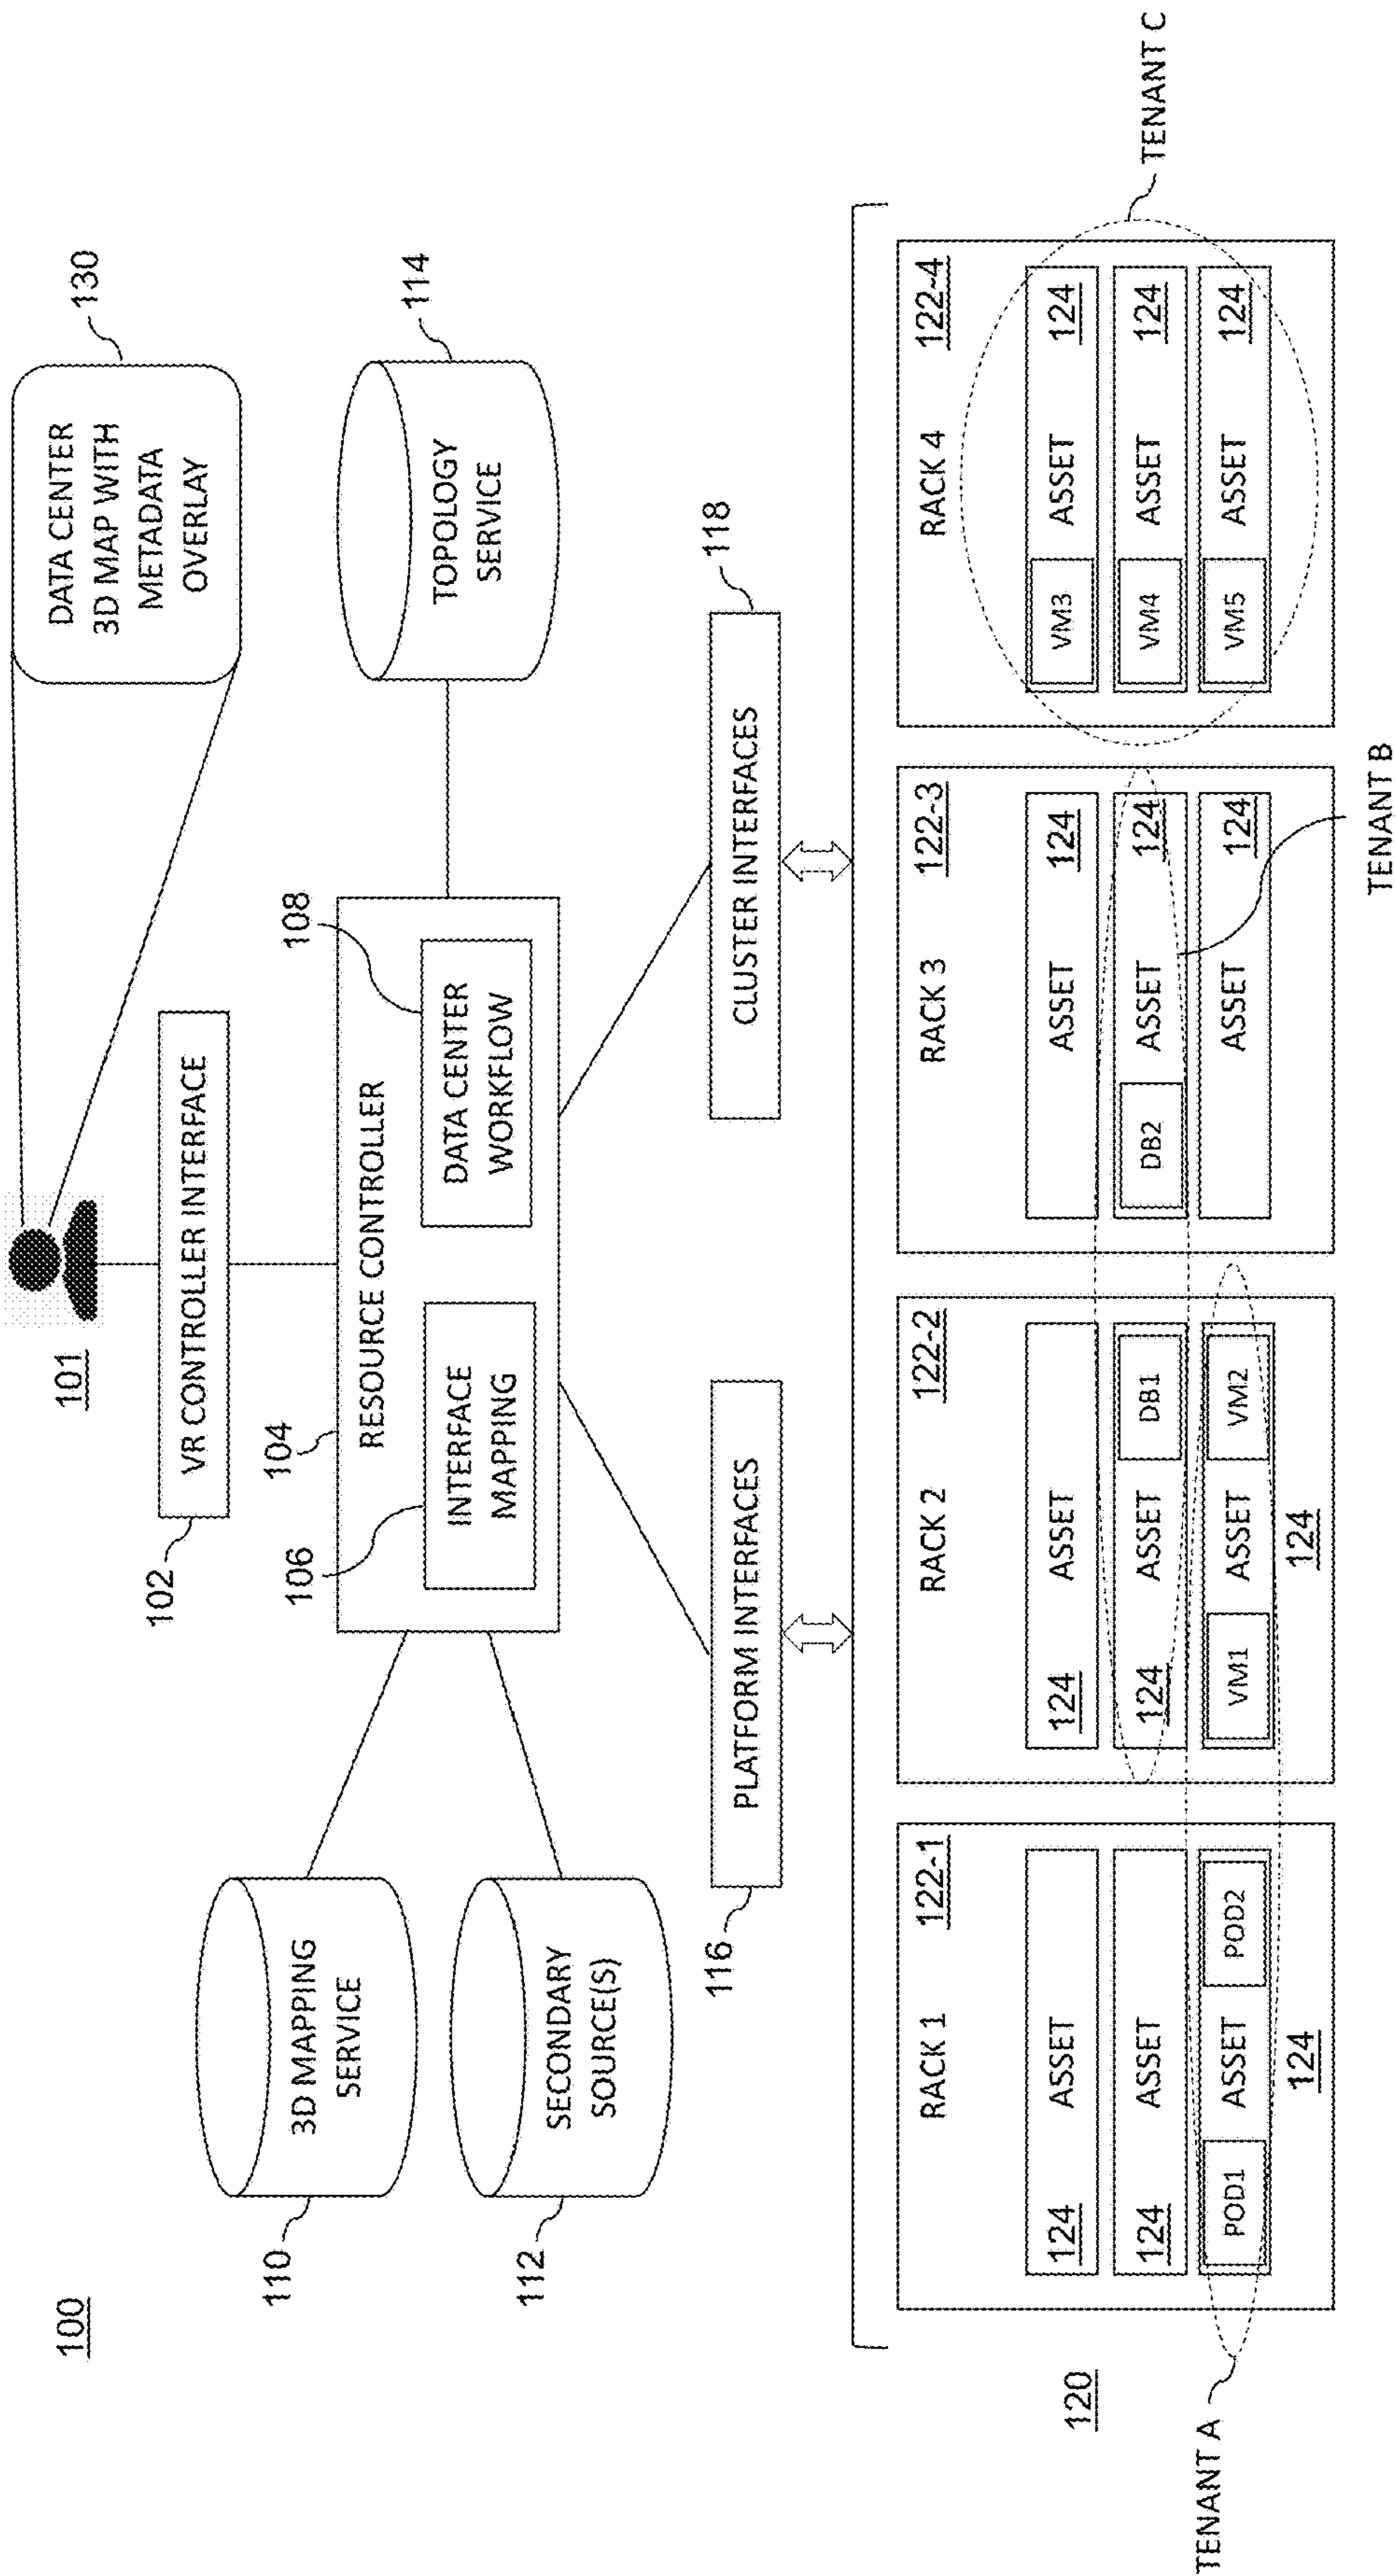 100
101
DATA CENTER
3D MAP WITH
METADATA
OVERLAY
130
102
VR CONTROLLER INTERFACE
104
RESOURCE CONTROLLER
106
INTERFACE
MAPPING
108
DATA CENTER
WORKFLOW
110
3D MAPPING
SERVICE
112
SECONDARY
SOURCE(S)
TOPOLOGY
SERVICE
114
116
PLATFORM INTERFACES
CLUSTER INTERFACES
118
120
RACK 1
122-1
124
ASSET
124
ASSET
POD1
ASSET
POD2
124
RACK 2
122-2
124
ASSET
124
ASSET
DB1
VM1
ASSET
VM2
124
RACK 3
122-3
ASSET
124
DB2
ASSET
124
ASSET
124
RACK 4
122-4
VM3
ASSET
124
VM4
ASSET
124
VM5
ASSET
124
TENANT A
TENANT B
TENANT C